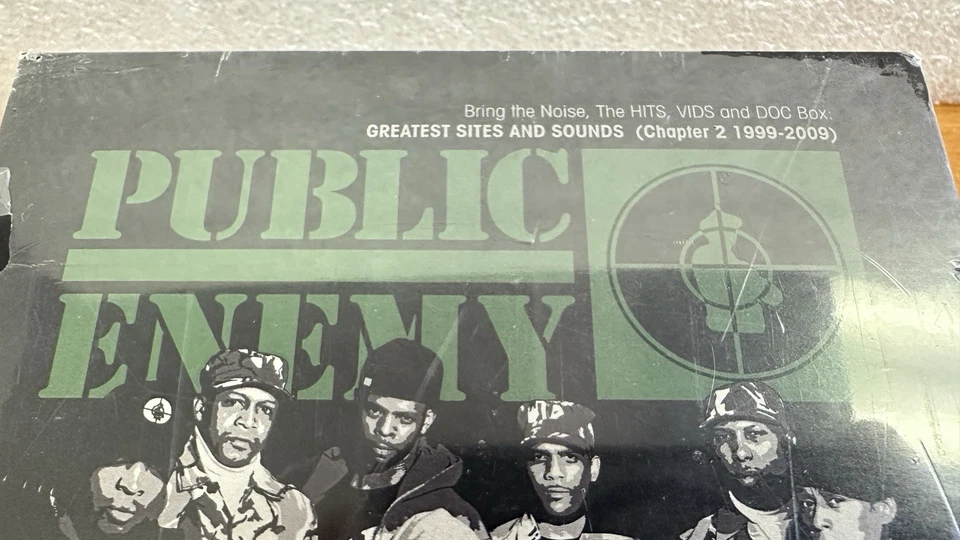 Bring the Noise, The HITS, VIDS and DOC Box:
GREATEST SITES AND SOUNDS (Chapter 2 1999-2009)
PUBLIC
ENEMY